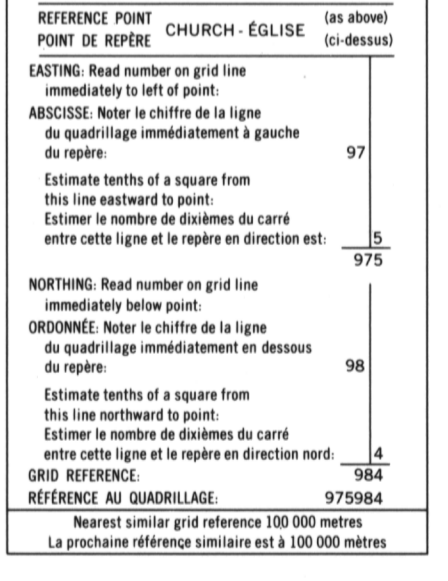 REFERENCE POINT CHURCH - ÉGLISE (as above)
POINT DE REPÈRE (ci-dessus)
EASTING: Read number on grid line
immediately to left of point:
ABSCISSE: Noter le chiffre de la ligne
du quadrillage immédiatement à gauche
du repère: 97
Estimate tenths of a square from
this line eastward to point:
Estimer le nombre de dixièmes du carré
entre cette ligne et le repère en direction est: 5
975
NORTHING: Read number on grid line
immediately below point:
ORDONNÉE: Noter le chiffre de la ligne
du quadrillage immédiatement en dessous
du repère: 98
Estimate tenths of a square from
this line northward to point:
Estimer le nombre de dixièmes du carré
entre cette ligne et le repère en direction nord: 4
GRID REFERENCE: 984
RÉFÉRENCE AU QUADRILLAGE: 975984
Nearest similar grid reference 100 000 metres
La prochaine référence similaire est à 100 000 mètres